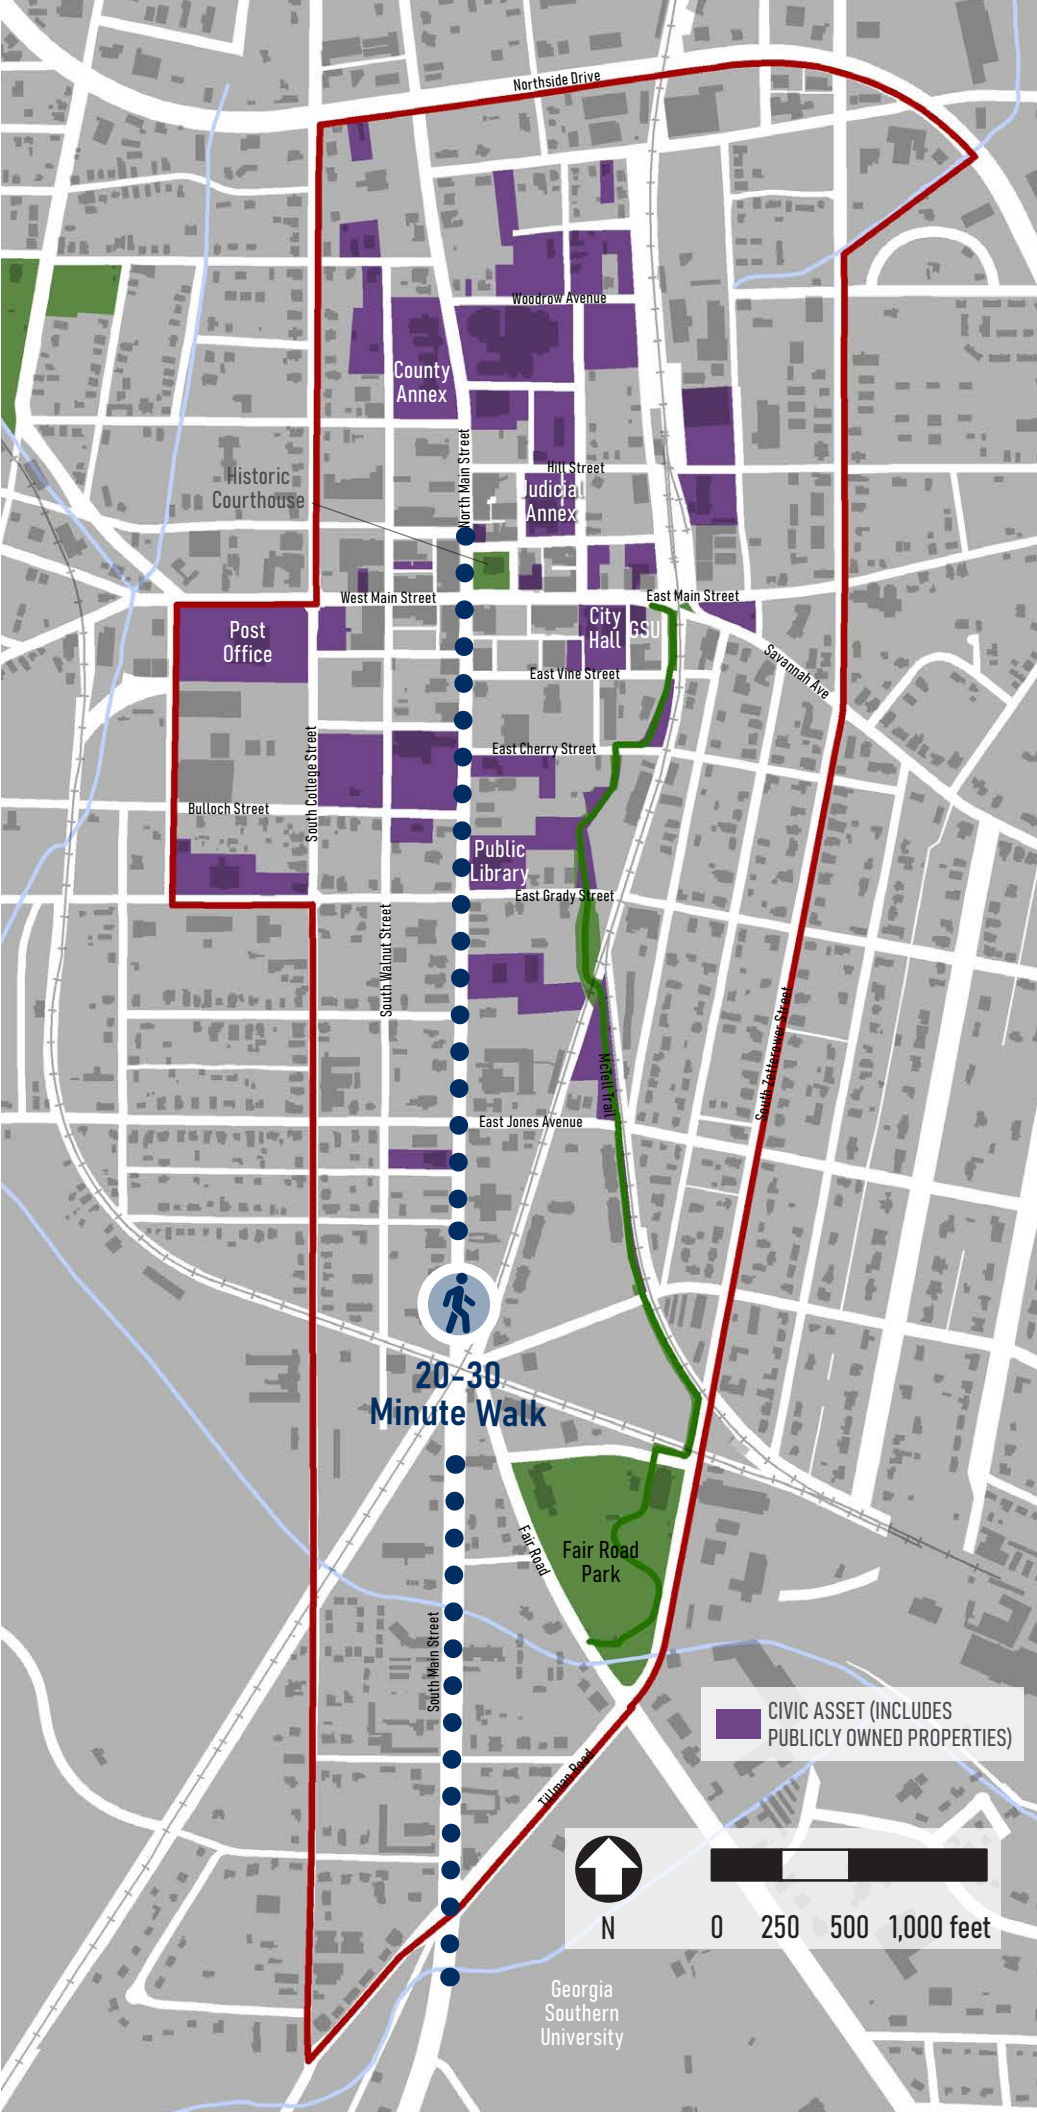 Northside Drive
Woodrow Avenue
County
Annex
North Main Street
Historic
Courthouse
Hill Street
Judicial
Annex
West Main Street
East Main Street
Post
Office
City
Hall
GSU
Savannah Ave
East Vine Street
South College Street
East Cherry Street
Bulloch Street
Public
Library
East Grady Street
South Walnut Street
South Zetterower Street
McTell Trail
East Jones Avenue
20-30
Minute Walk
Fair Road
Fair Road
Park
South Main Street
CIVIC ASSET (INCLUDES
PUBLICLY OWNED PROPERTIES)
Tillman Road
N
0 250 500 1,000 feet
Georgia
Southern
University